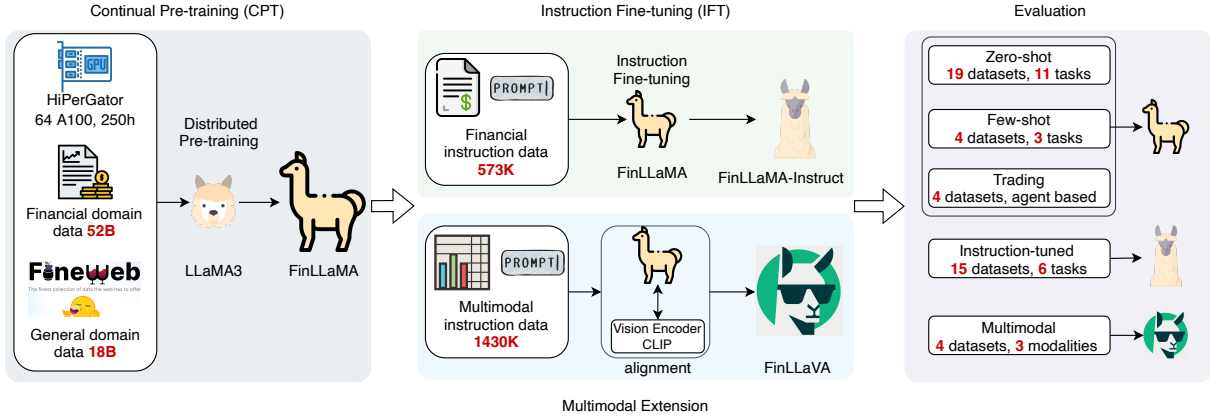 Continual Pre-training (CPT)
GPU
HiPerGator
64 A100, 250h
Financial domain
data 52B
FineWeb
The finest collection of data the web has to offer
General domain
data 18B
Distributed
Pre-training
LLaMA3
FinLLaMA
Instruction Fine-tuning (IFT)
PROMPT
Financial
instruction data
573K
Instruction
Fine-tuning
FinLLaMA
FinLLaMA-Instruct
PROMPT
Multimodal
instruction data
1430K
Vision Encoder
CLIP
alignment
FinLLaVA
Multimodal Extension
Evaluation
Zero-shot
19 datasets, 11 tasks
Few-shot
4 datasets, 3 tasks
Trading
4 datasets, agent based
Instruction-tuned
15 datasets, 6 tasks
Multimodal
4 datasets, 3 modalities